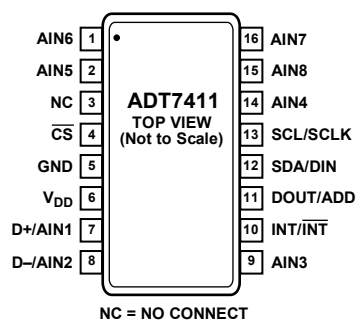 AIN6 1
AIN5 2
NC 3
C̅S̅ 4
GND 5
VDD 6
D+/AIN1 7
D–/AIN2 8
ADT7411
TOP VIEW
(Not to Scale)
16 AIN7
15 AIN8
14 AIN4
13 SCL/SCLK
12 SDA/DIN
11 DOUT/ADD
10 INT/I̅N̅T̅
9 AIN3
NC = NO CONNECT